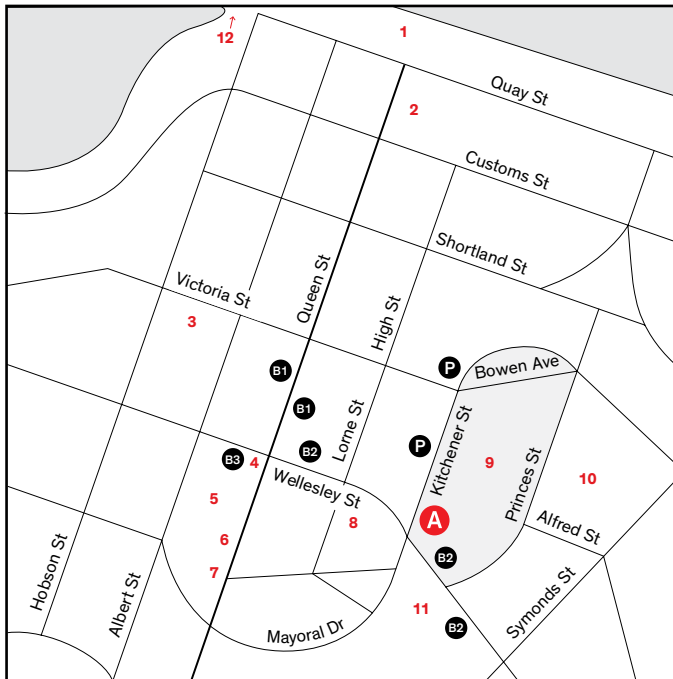 1
12
Quay St
2
Customs St
Shortland St
Victoria St
Queen St
3
High St
B1
P
Bowen Ave
B1
Lorne St
Kitchener St
P
B2
B3
4
Wellesley St
9
Princes St
10
5
8
A
Alfred St
6
B2
7
Hobson St
Albert St
Symonds St
11
Mayoral Dr
B2